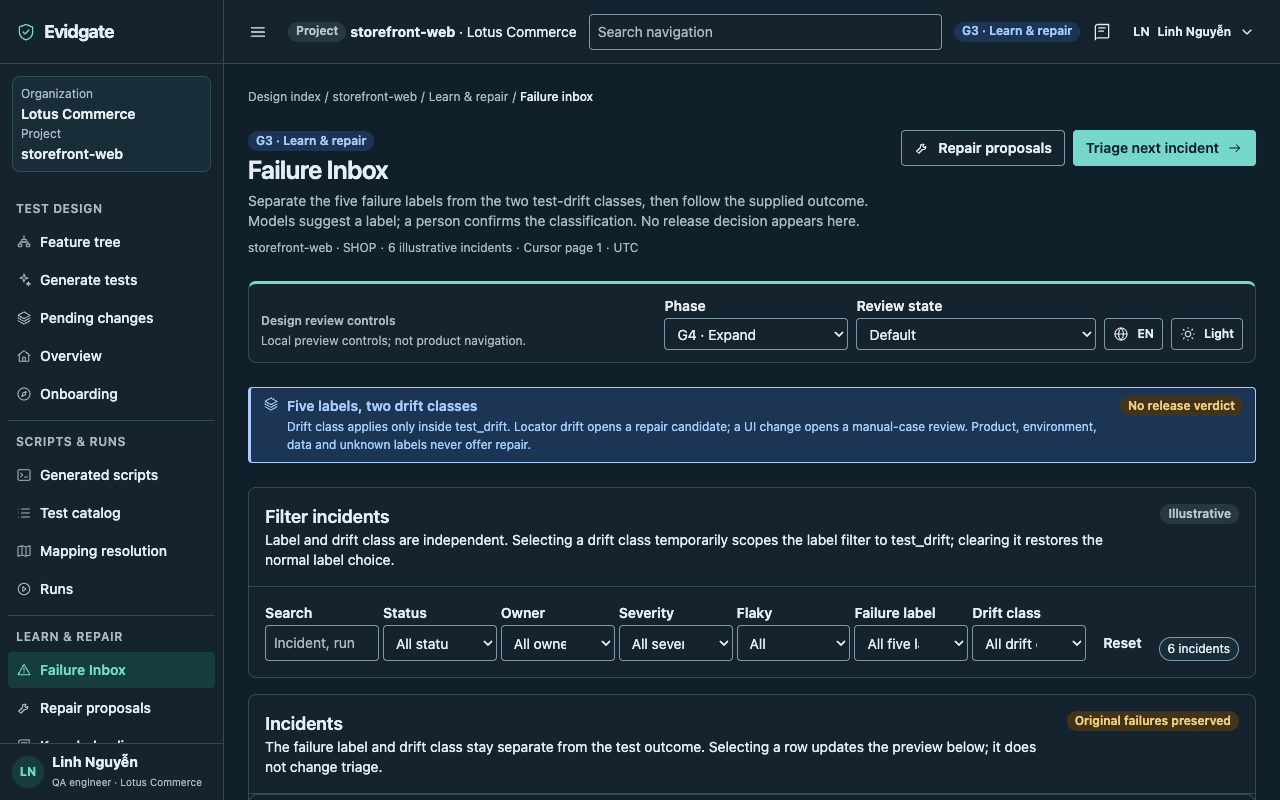 Evidgate
Project storefront-web · Lotus Commerce
Search navigation
G3 · Learn & repair
LN Linh Nguyễn
Organization
Lotus Commerce
Project
storefront-web
TEST DESIGN
Feature tree
Generate tests
Pending changes
Overview
Onboarding
SCRIPTS & RUNS
Generated scripts
Test catalog
Mapping resolution
Runs
LEARN & REPAIR
Failure Inbox
Repair proposals
LN
Linh Nguyễn
QA engineer · Lotus Commerce
Design index / storefront-web / Learn & repair / Failure inbox
G3 · Learn & repair
Failure Inbox
Separate the five failure labels from the two test-drift classes, then follow the supplied outcome.
Models suggest a label; a person confirms the classification. No release decision appears here.
storefront-web · SHOP · 6 illustrative incidents · Cursor page 1 · UTC
Repair proposals
Triage next incident
Design review controls
Local preview controls; not product navigation.
Phase
G4 · Expand
Review state
Default
EN
Light
Five labels, two drift classes
Drift class applies only inside test_drift. Locator drift opens a repair candidate; a UI change opens a manual-case review. Product, environment,
data and unknown labels never offer repair.
No release verdict
Filter incidents
Label and drift class are independent. Selecting a drift class temporarily scopes the label filter to test_drift; clearing it restores the
normal label choice.
Illustrative
Search
Incident, run
Status
All statu
Owner
All owne
Severity
All sever
Flaky
All
Failure label
All five l
Drift class
All drift
Reset
6 incidents
Incidents
The failure label and drift class stay separate from the test outcome. Selecting a row updates the preview below; it does
not change triage.
Original failures preserved